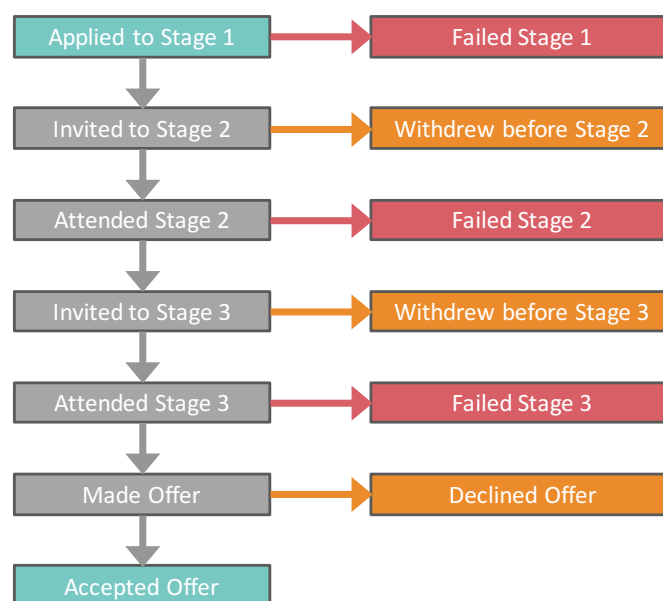 Applied to Stage 1
Failed Stage 1
Invited to Stage 2
Withdrew before Stage 2
Attended Stage 2
Failed Stage 2
Invited to Stage 3
Withdrew before Stage 3
Attended Stage 3
Failed Stage 3
Made Offer
Declined Offer
Accepted Offer